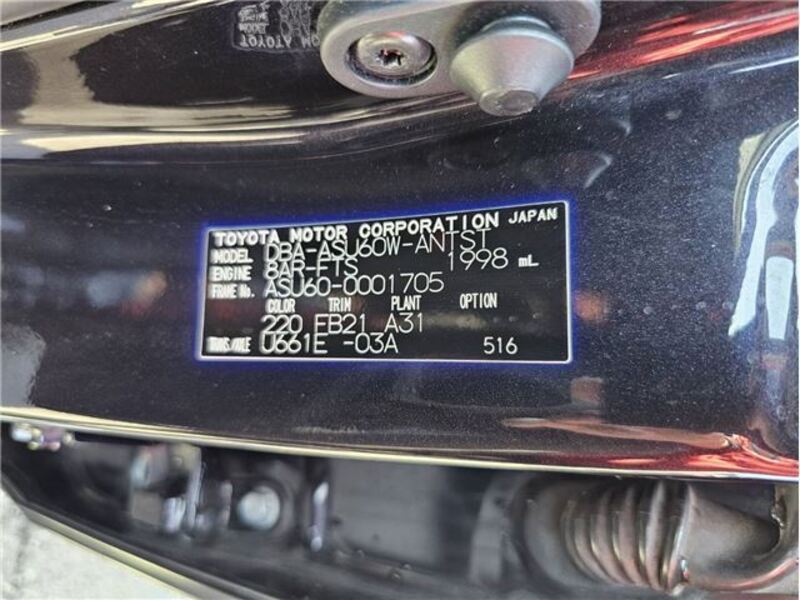 TOYOTA MOTOR CORPORATION JAPAN
MODEL DBA-ASU60W-ANTST
ENGINE 8AR-FTS 1998 mL
FRAME No. ASU60-0001705
COLOR TRIM PLANT OPTION
220 FB21 A31
TRANS/AXLE U661E -03A 516